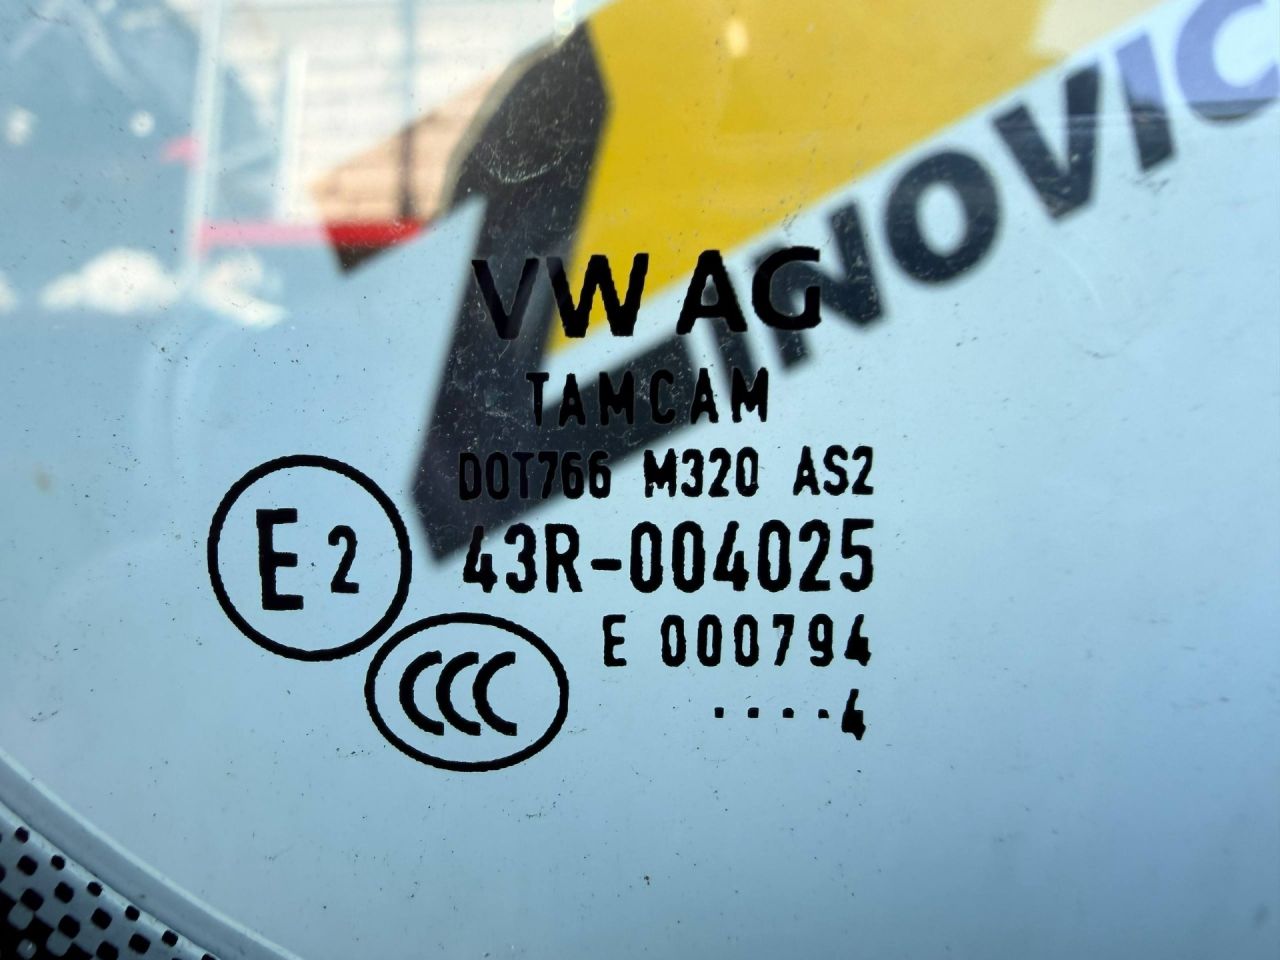 INOVIC
VW AG
TAMCAM
DOT766 M320 AS2
E2
43R-004025
E 000794
CCC
····4